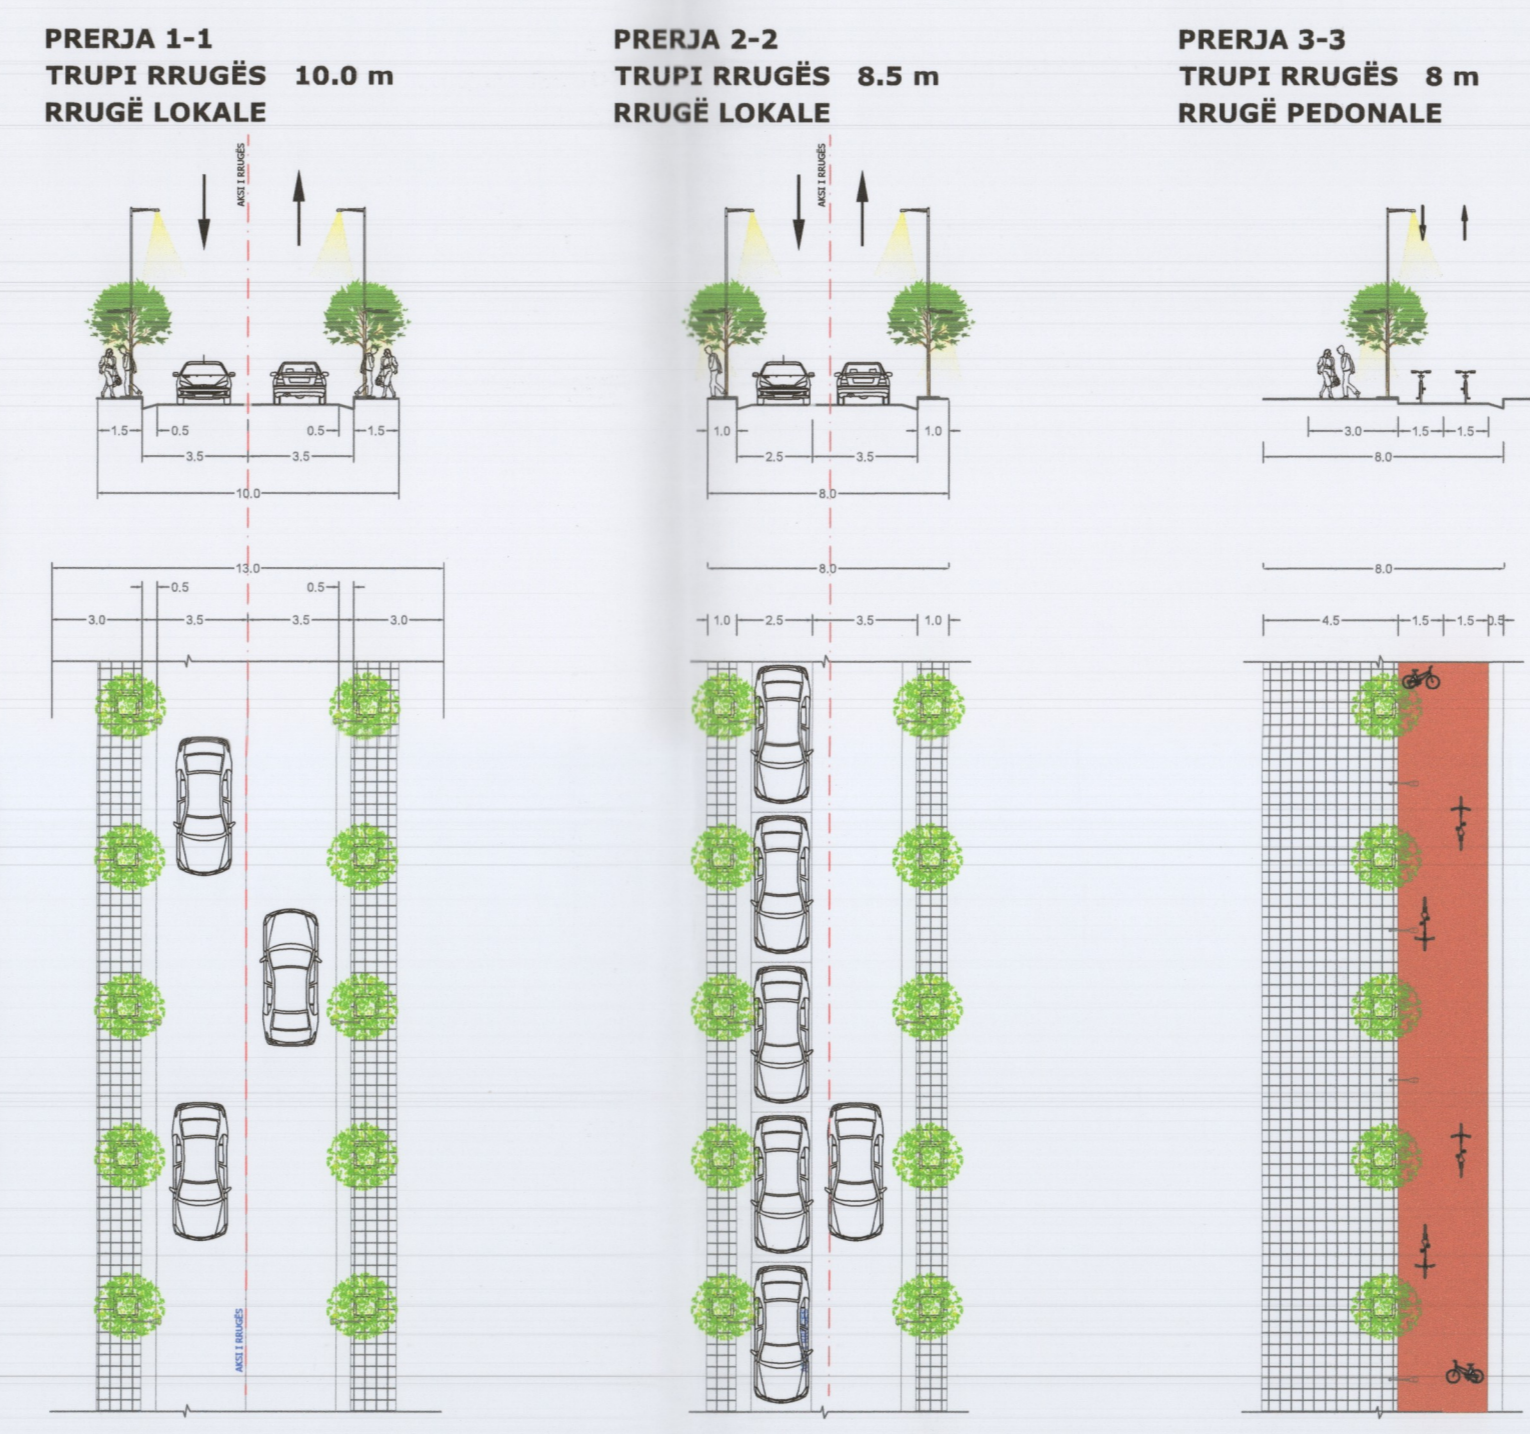 PRERJA 1-1
TRUPI RRUGËS 10.0 m
RRUGË LOKALE
AKSI I RRUGËS
1.5 0.5 0.5 1.5
3.5 3.5
10.0
13.0
0.5 0.5
3.0 3.5 3.5 3.0
AKSI I RRUGËS
PRERJA 2-2
TRUPI RRUGËS 8.5 m
RRUGË LOKALE
AKSI I RRUGËS
1.0 1.0
2.5 3.5
8.0
8.0
1.0 2.5 3.5 1.0
PRERJA 3-3
TRUPI RRUGËS 8 m
RRUGË PEDONALE
3.0 1.5 1.5
8.0
8.0
4.5 1.5 1.5 0.5